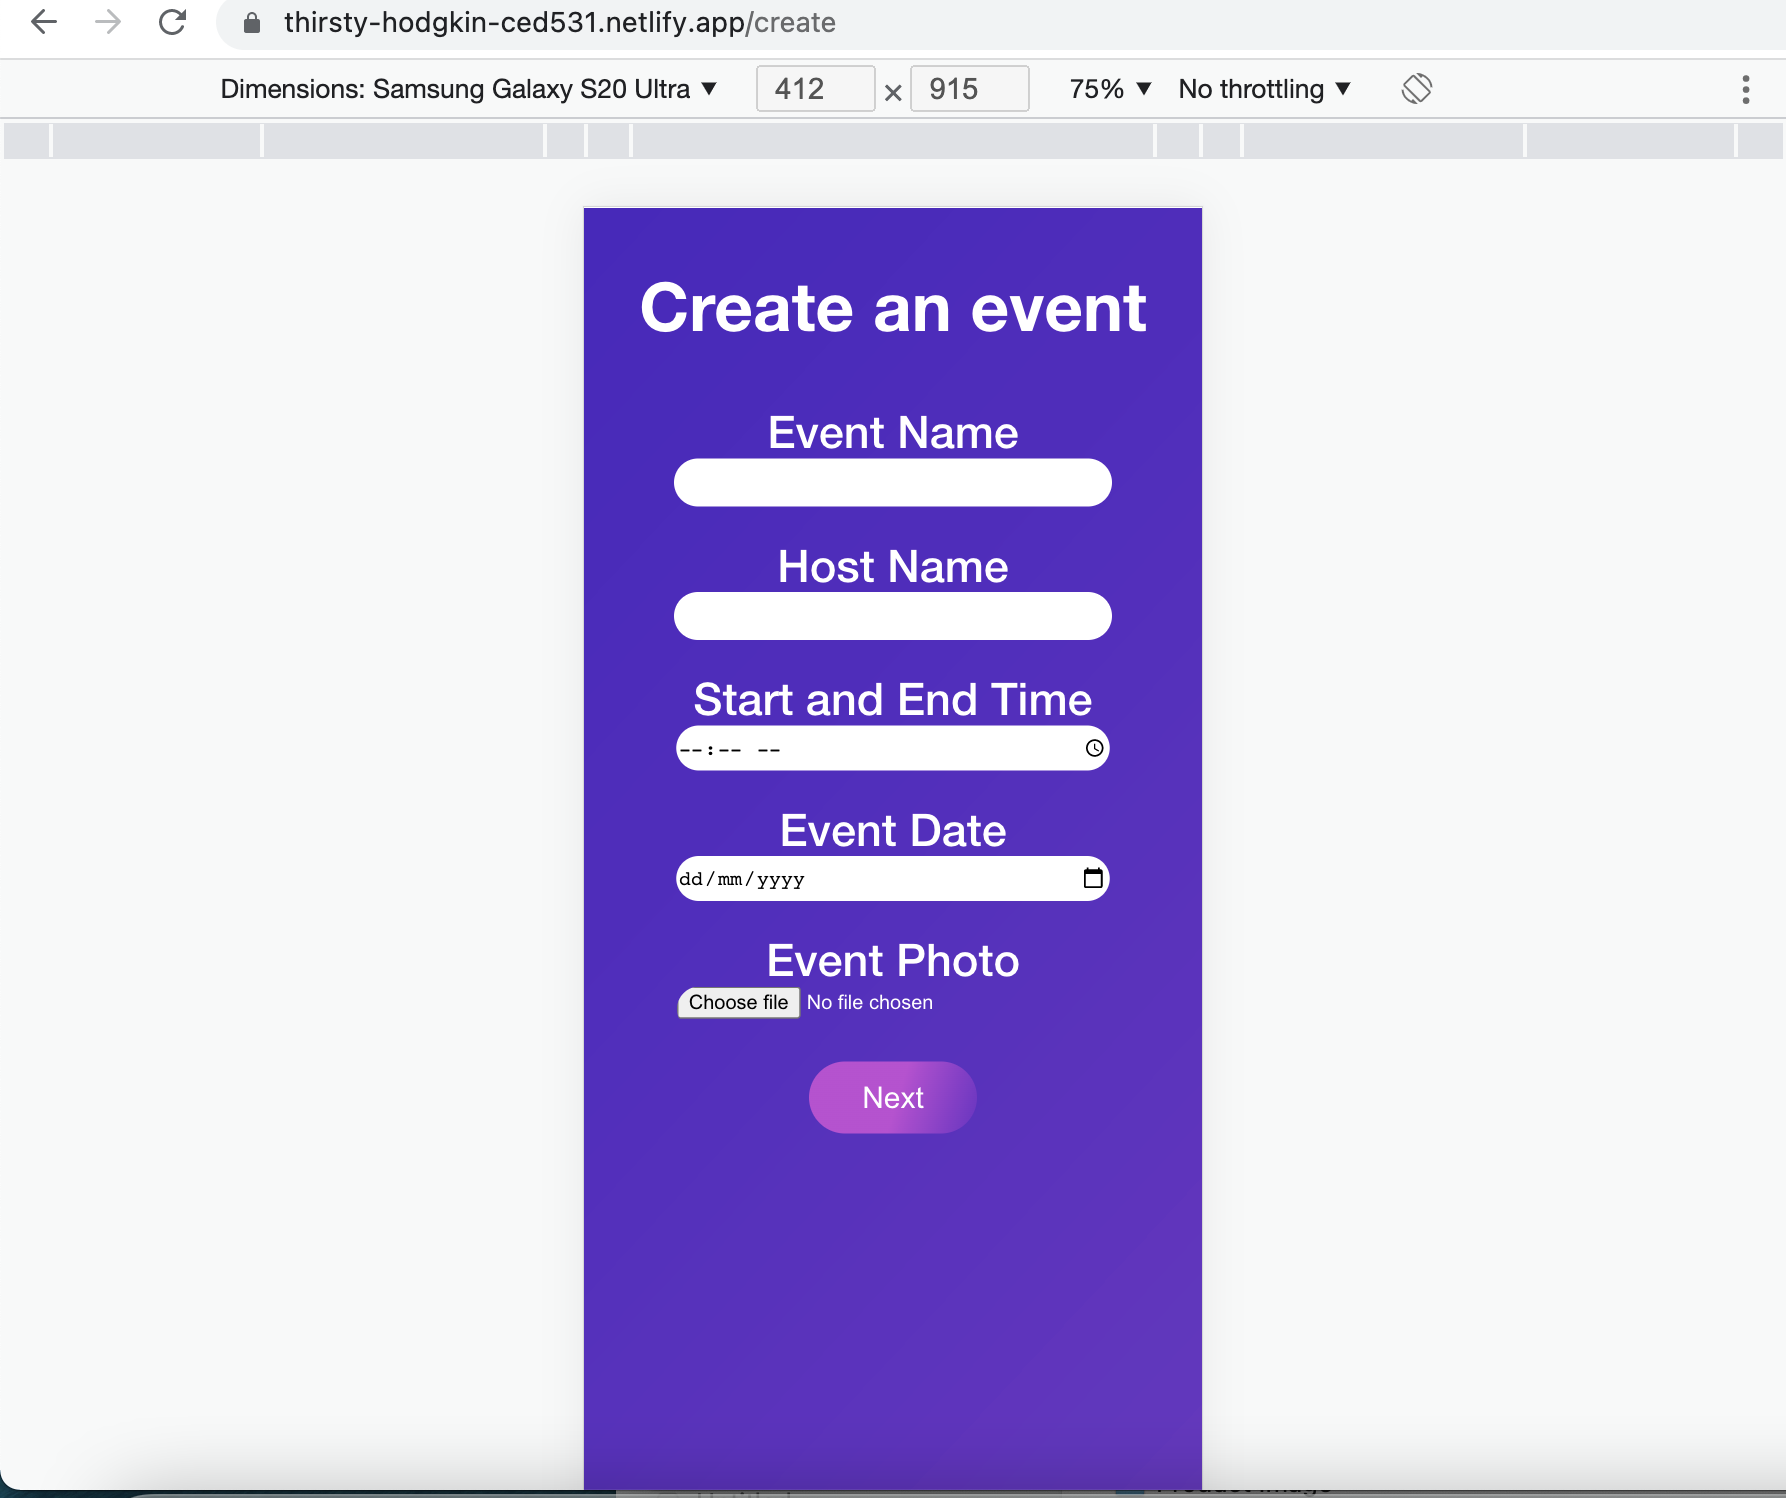 thirsty-hodgkin-ced531.netlify.app/create
Dimensions: Samsung Galaxy S20 Ultra ▼ 412 × 915 75% ▼ No throttling ▼
Create an event
Event Name
Host Name
Start and End Time
--:-- --
Event Date
dd/mm/yyyy
Event Photo
Choose file No file chosen
Next